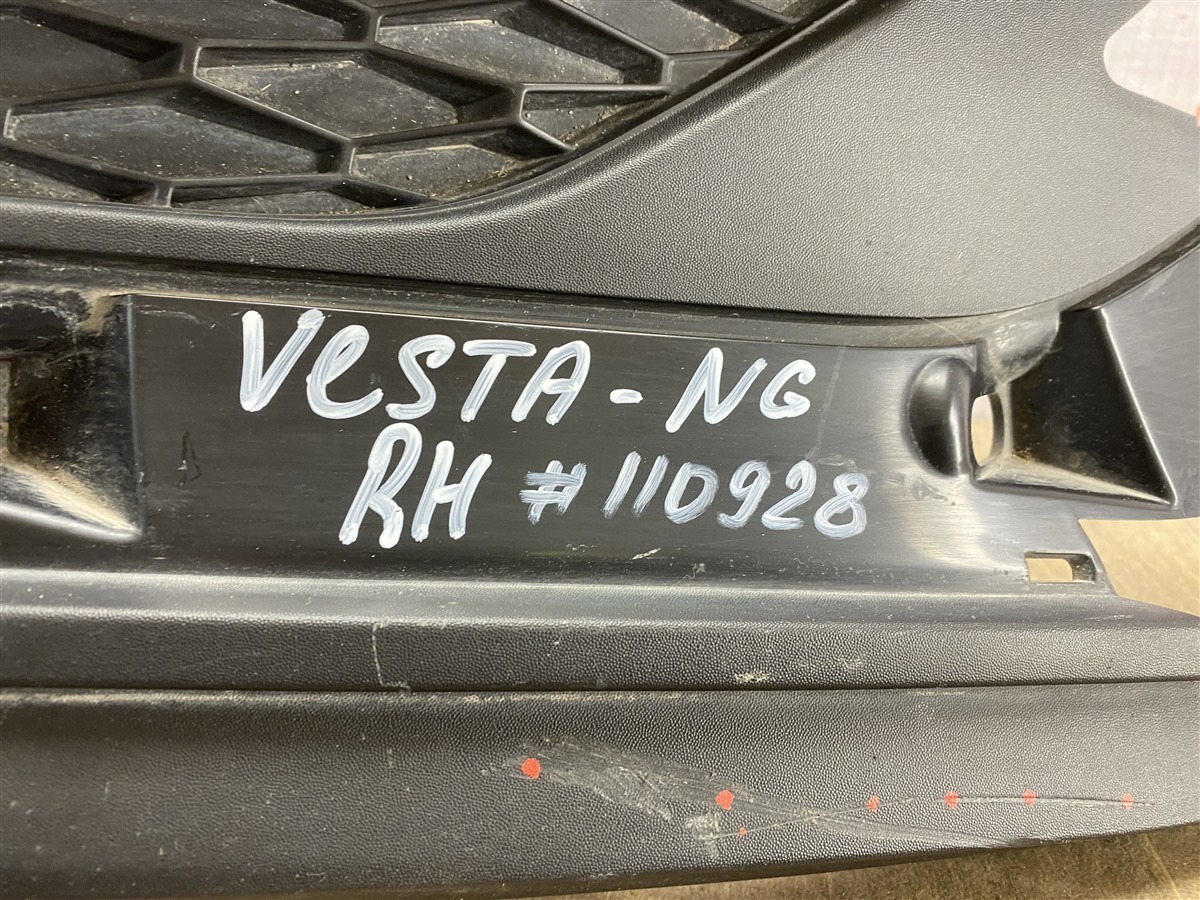 VeSTA - NG
RH # 110928